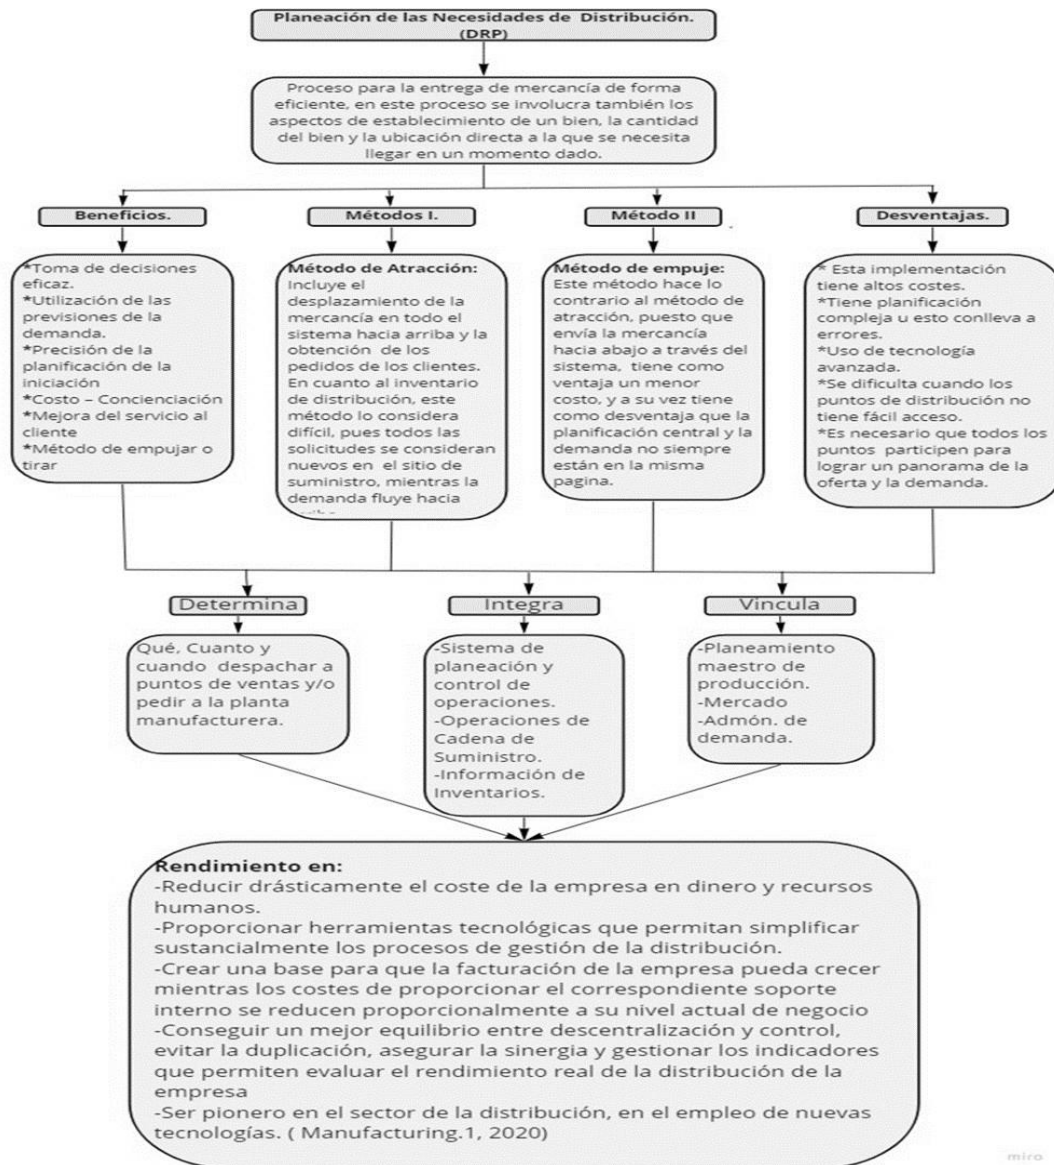 Planeación de las Necesidades de Distribución.
(DRP)
Proceso para la entrega de mercancía de forma
eficiente, en este proceso se involucra también los
aspectos de establecimiento de un bien, la cantidad
del bien y la ubicación directa a la que se necesita
llegar en un momento dado.
Beneficios.
*Toma de decisiones
eficaz.
*Utilización de las
previsiones de la
demanda.
*Precisión de la
planificación de la
iniciación
*Costo – Concienciación
*Mejora del servicio al
cliente
*Método de empujar o
tirar
Métodos I.
Método de Atracción:
Incluye el
desplazamiento de la
mercancía en todo el
sistema hacia arriba y la
obtención de los
pedidos de los clientes.
En cuanto al inventario
de distribución, este
método lo considera
difícil, pues todos las
solicitudes se consideran
nuevos en el sitio de
suministro, mientras la
demanda fluye hacia
Método II
Método de empuje:
Este método hace lo
contrario al método de
atracción, puesto que
envía la mercancía
hacia abajo a través del
sistema, tiene como
ventaja un menor
costo, y a su vez tiene
como desventaja que la
planificación central y la
demanda no siempre
están en la misma
pagina.
Desventajas.
* Esta implementación
tiene altos costes.
*Tiene planificación
compleja u esto conlleva a
errores.
*Uso de tecnología
avanzada.
*Se dificulta cuando los
puntos de distribución no
tiene fácil acceso.
*Es necesario que todos los
puntos participen para
lograr un panorama de la
oferta y la demanda.
Determina
Qué, Cuanto y
cuando despachar a
puntos de ventas y/o
pedir a la planta
manufacturera.
Integra
-Sistema de
planeación y
control de
operaciones.
-Operaciones de
Cadena de
Suministro.
-Información de
Inventarios.
Vincula
-Planeamiento
maestro de
producción.
-Mercado
-Admón. de
demanda.
Rendimiento en:
-Reducir drásticamente el coste de la empresa en dinero y recursos
humanos.
-Proporcionar herramientas tecnológicas que permitan simplificar
sustancialmente los procesos de gestión de la distribución.
-Crear una base para que la facturación de la empresa pueda crecer
mientras los costes de proporcionar el correspondiente soporte
interno se reducen proporcionalmente a su nivel actual de negocio
-Conseguir un mejor equilibrio entre descentralización y control,
evitar la duplicación, asegurar la sinergia y gestionar los indicadores
que permiten evaluar el rendimiento real de la distribución de la
empresa
-Ser pionero en el sector de la distribución, en el empleo de nuevas
tecnologías. ( Manufacturing.1, 2020)
miro